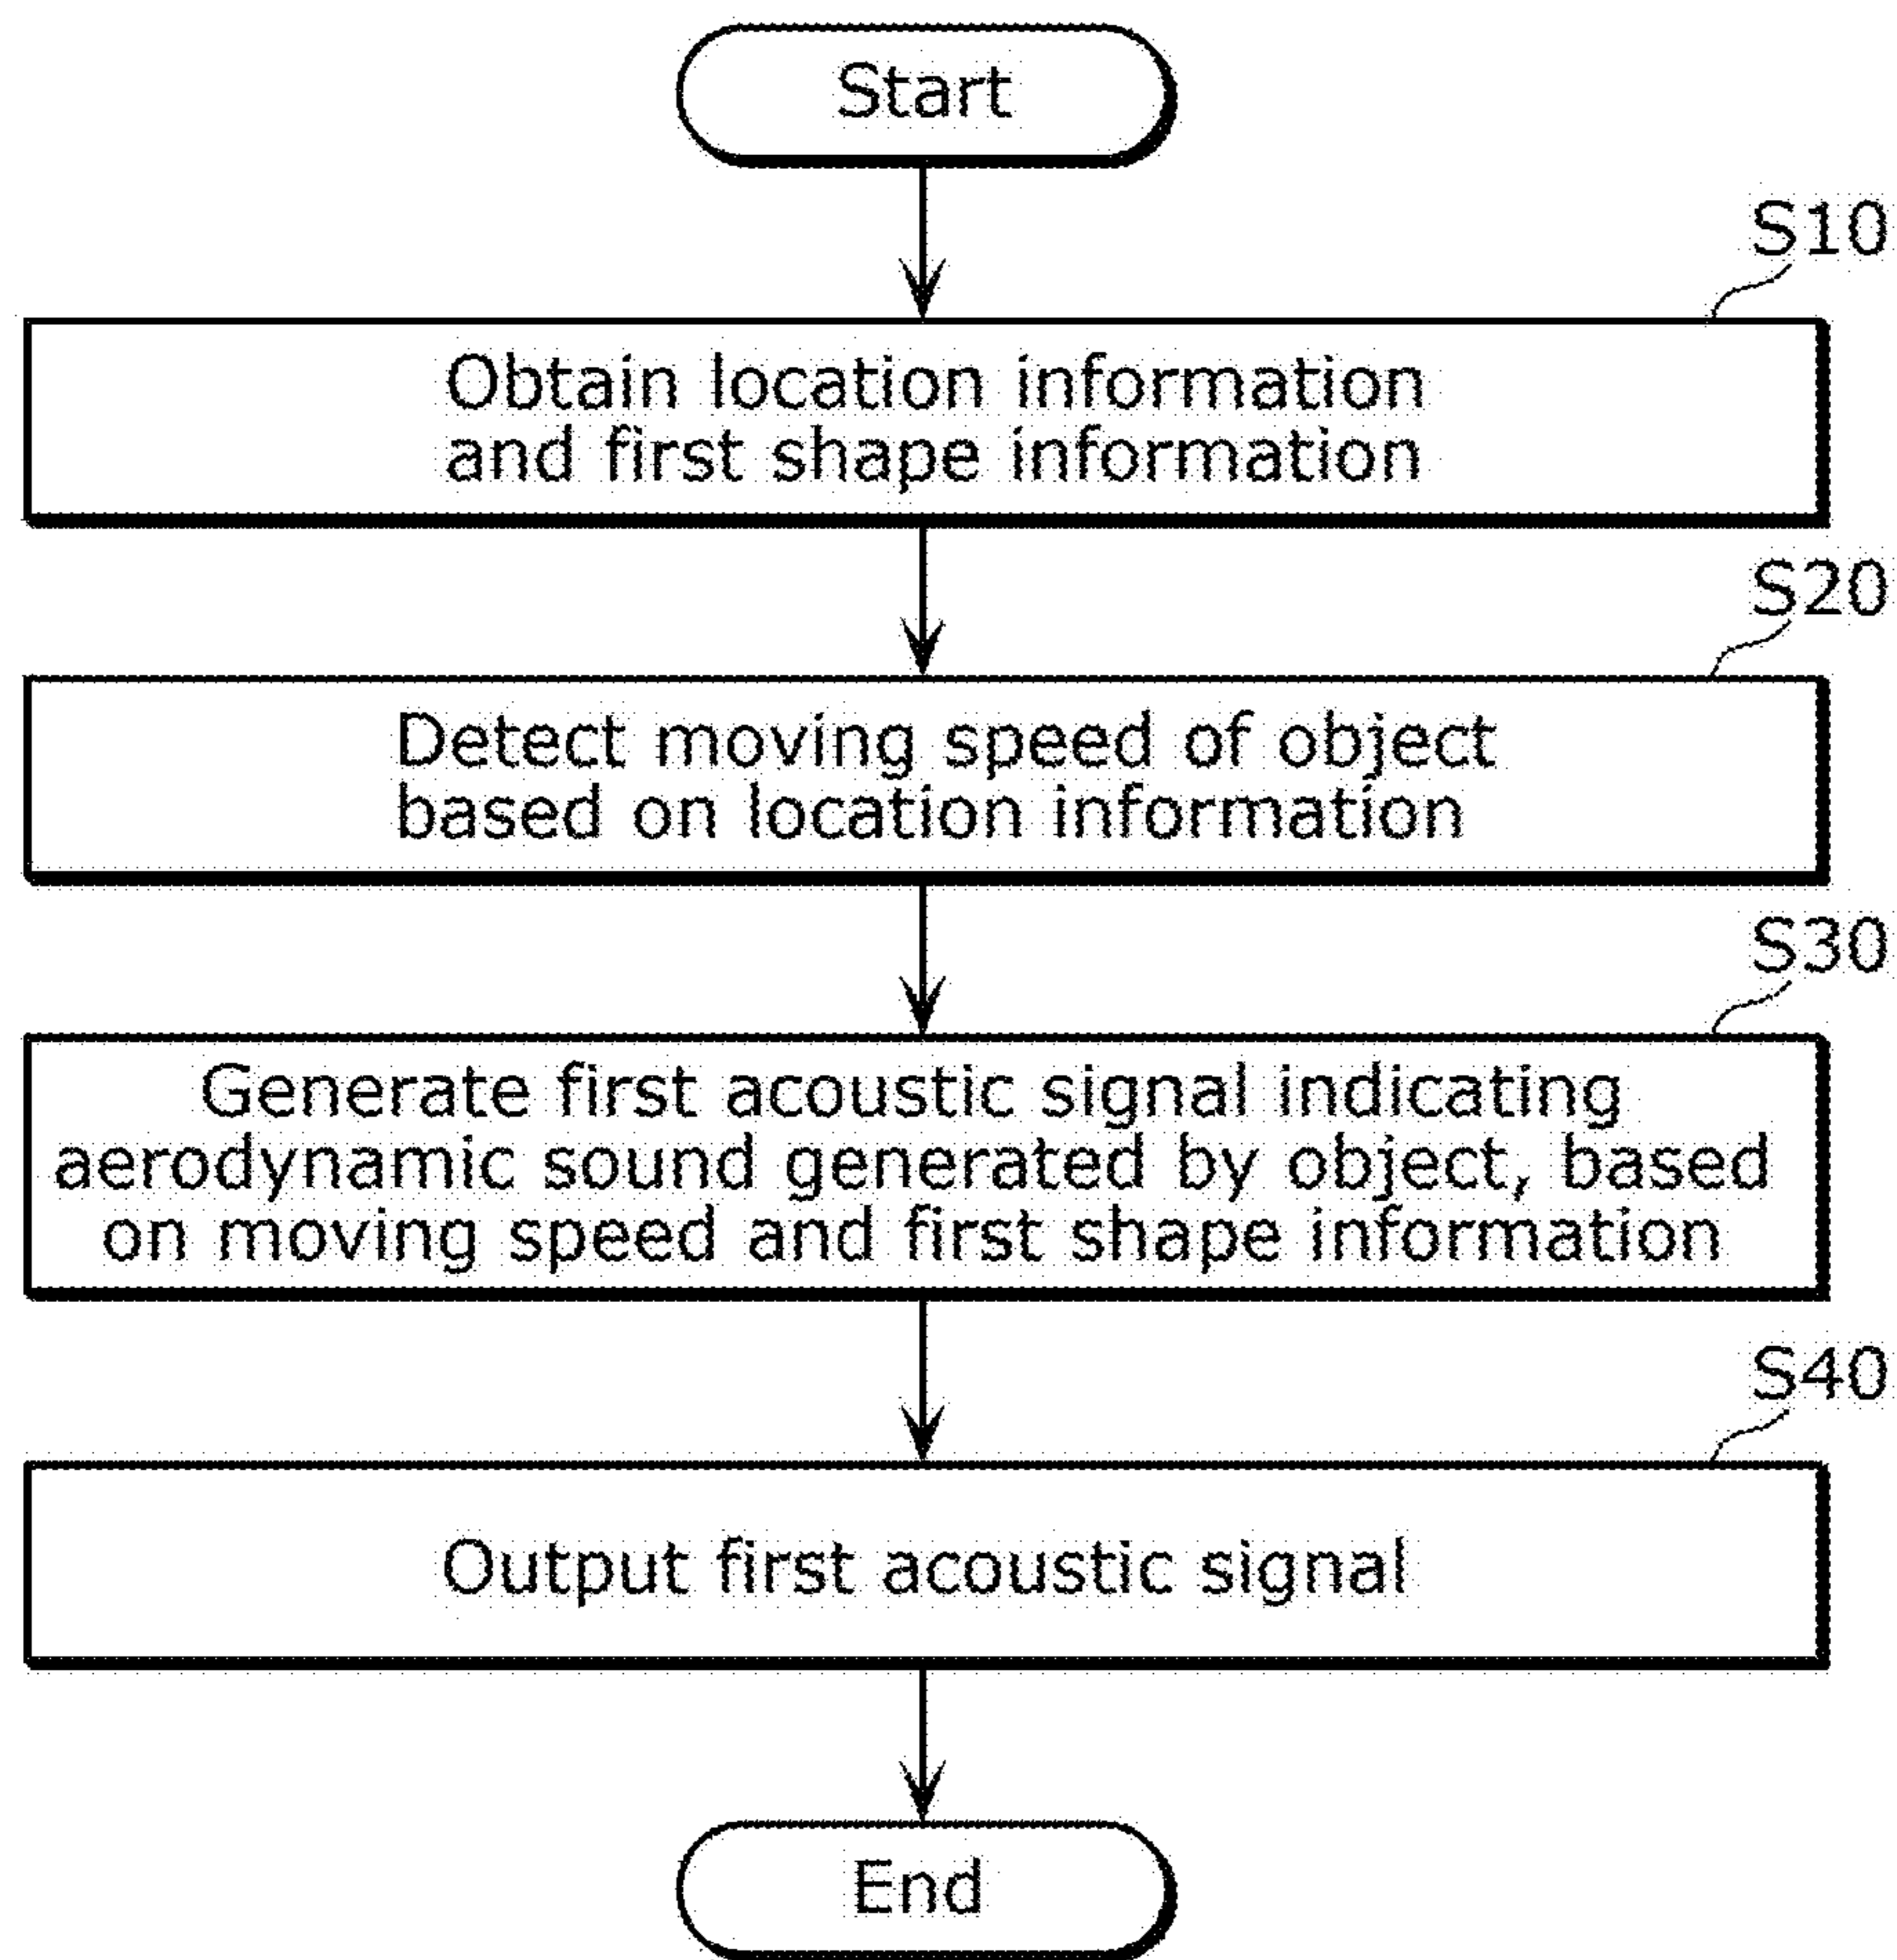 Start
S10
Obtain location information
and first shape information
S20
Detect moving speed of object
based on location information
S30
Generate first acoustic signal indicating
aerodynamic sound generated by object, based
on moving speed and first shape information
S40
Output first acoustic signal
End